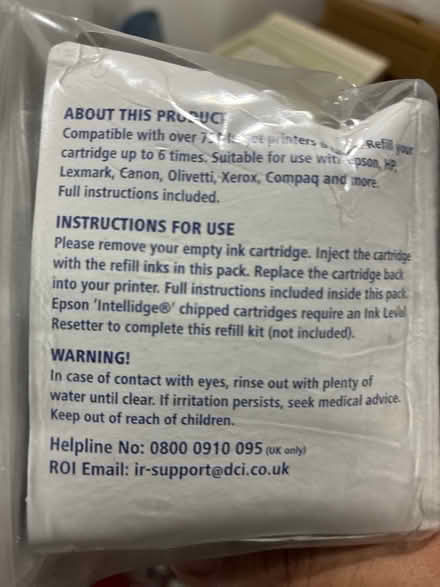 ABOUT THIS PRODUCT
Compatible with over printers Refill your
cartridge up to 6 times. Suitable for use with Epson, HP,
Lexmark, Canon, Olivetti, Xerox, Compaq and more.
Full instructions included.
INSTRUCTIONS FOR USE
Please remove your empty ink cartridge. Inject the cartridge
with the refill inks in this pack. Replace the cartridge back
into your printer. Full instructions included inside this pack.
Epson 'Intellidge®' chipped cartridges require an Ink Level
Resetter to complete this refill kit (not included).
WARNING!
In case of contact with eyes, rinse out with plenty of
water until clear. If irritation persists, seek medical advice.
Keep out of reach of children.
Helpline No: 0800 0910 095 (UK only)
ROI Email: ir-support@dci.co.uk